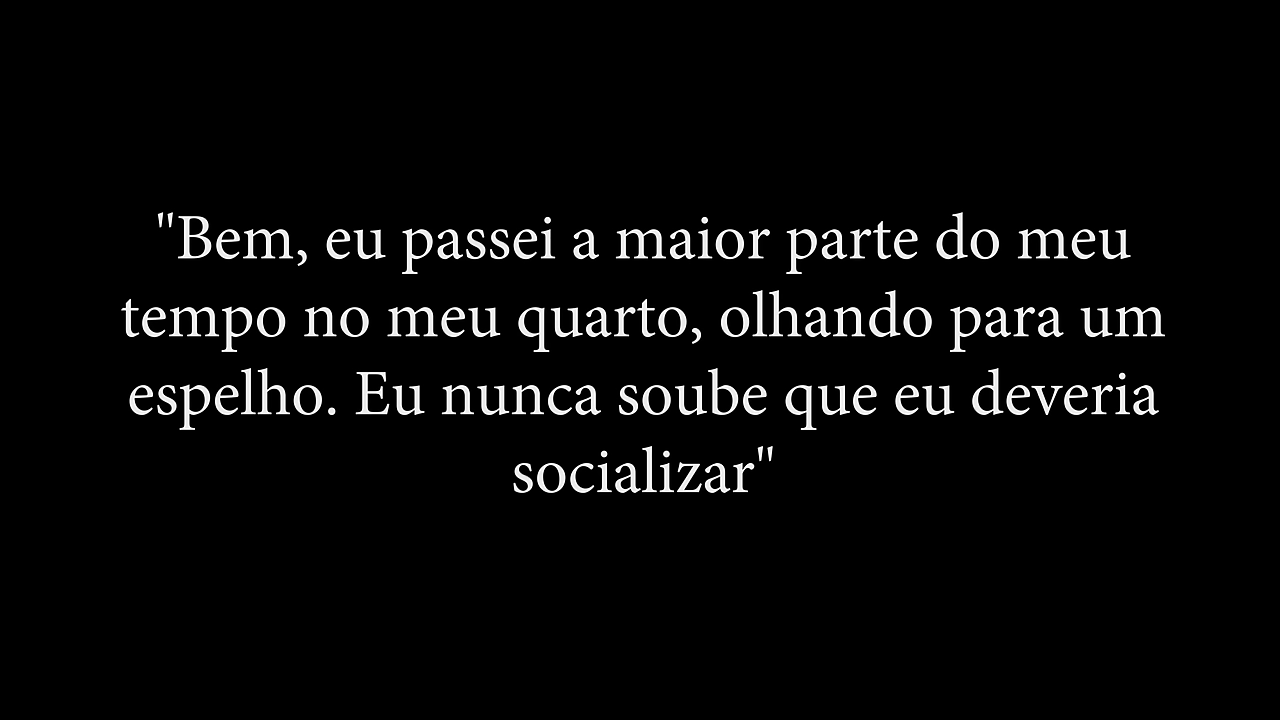 "Bem, eu passei a maior parte do meu
tempo no meu quarto, olhando para um
espelho. Eu nunca soube que eu deveria
socializar"